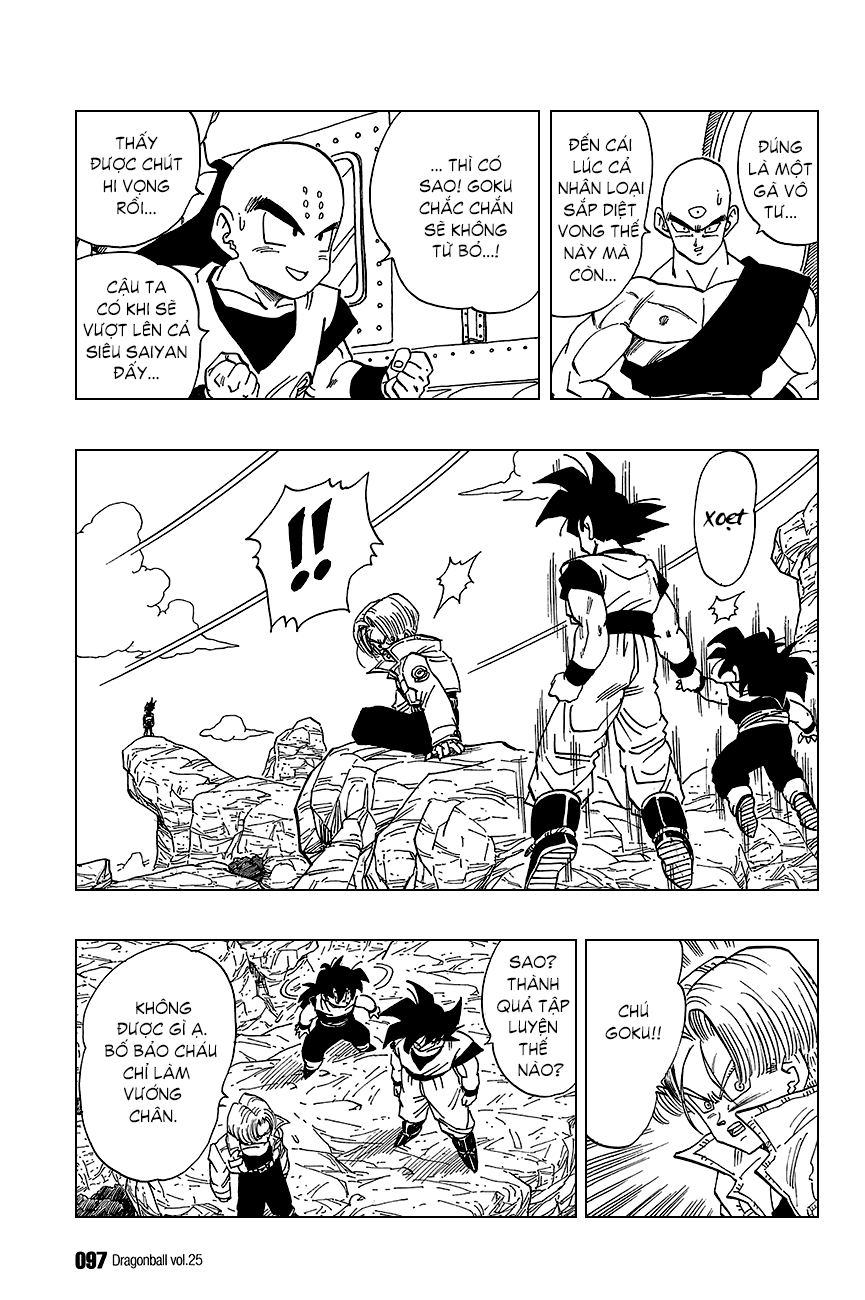 ĐÚNG
LÀ MỘT
GÃ VÔ
TƯ...
ĐẾN CÁI
LÚC CẢ
NHÂN LOẠI
SẮP DIỆT
VONG THẾ
NÀY MÀ
CÒN...
... THÌ CÓ
SAO! GOKU
CHẮC CHẮN
SẼ KHÔNG
TỪ BỎ...!
THẤY
ĐƯỢC CHÚT
HI VỌNG
RỒI...
CẬU TA
CÓ KHI SẼ
VƯỢT LÊN CẢ
SIÊU SAIYAN
ĐẤY...
XOẸT
!!
CHÚ
GOKU!!
SAO?
THÀNH
QUẢ TẬP
LUYỆN
THẾ
NÀO?
KHÔNG
ĐƯỢC GÌ Ạ.
BỐ BẢO CHÁU
CHỈ LÀM
VƯỚNG
CHÂN.
097 Dragonball vol.25